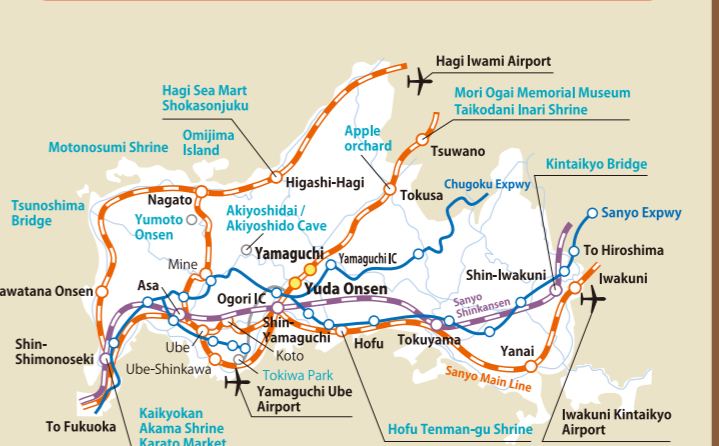 Hagi Iwami Airport
Hagi Sea Mart
Shokasonjuku
Mori Ogai Memorial Museum
Taikodani Inari Shrine
Omijima
Island
Apple
orchard
Motonosumi Shrine
Tsuwano
Kintaikyo Bridge
Higashi-Hagi
Tokusa
Chugoku Expwy
Nagato
Tsunoshima
Bridge
Yumoto
Onsen
Akiyoshidai /
Akiyoshido Cave
Sanyo Expwy
Yamaguchi
Yamaguchi IC
To Hiroshima
Mine
Shin-Iwakuni
Iwakuni
Asa
Yuda Onsen
awatana Onsen
Ogori IC
Sanyo
Shinkansen
Shin-
Yamaguchi
Hofu
Tokuyama
Shin-
Shimonoseki
Ube
Koto
Yanai
Ube-Shinkawa
Tokiwa Park
Sanyo Main Line
Yamaguchi Ube
Airport
To Fukuoka
Kaikyokan
Akama Shrine
Karato Market
Hofu Tenman-gu Shrine
Iwakuni Kintaikyo
Airport